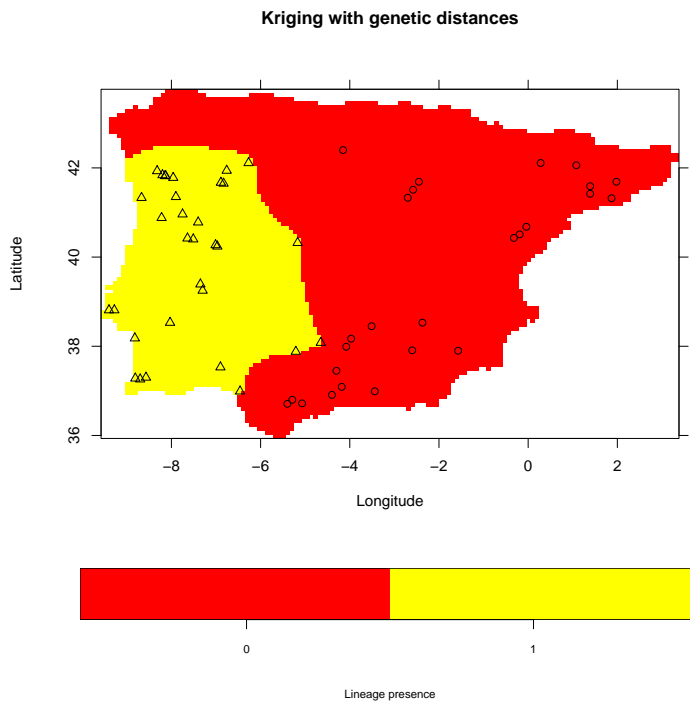 Kriging with genetic distances
42
40
38
36
Latitude
−8 −6 −4 −2 0 2
Longitude
0 1
Lineage presence